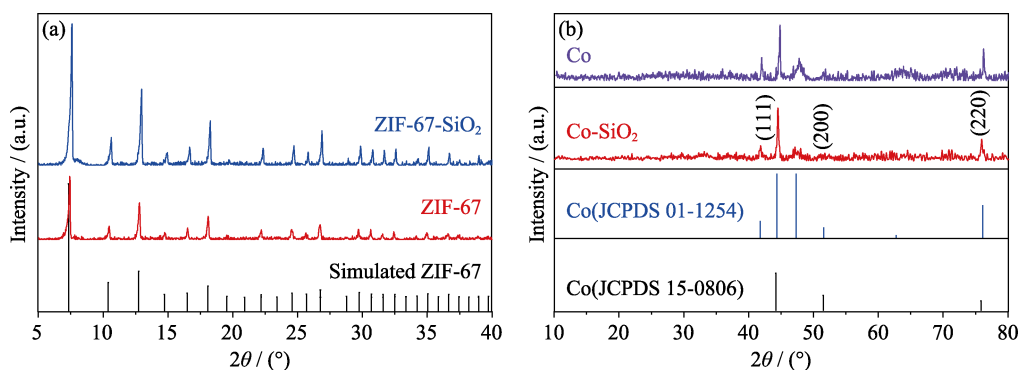 (a)
Intensity / (a.u.)
ZIF-67-SiO₂
ZIF-67
Simulated ZIF-67
5 10 15 20 25 30 35 40
2θ / (°)
(b)
Intensity / (a.u.)
Co
Co-SiO₂
(111)
(200)
(220)
Co(JCPDS 01-1254)
Co(JCPDS 15-0806)
10 20 30 40 50 60 70 80
2θ / (°)